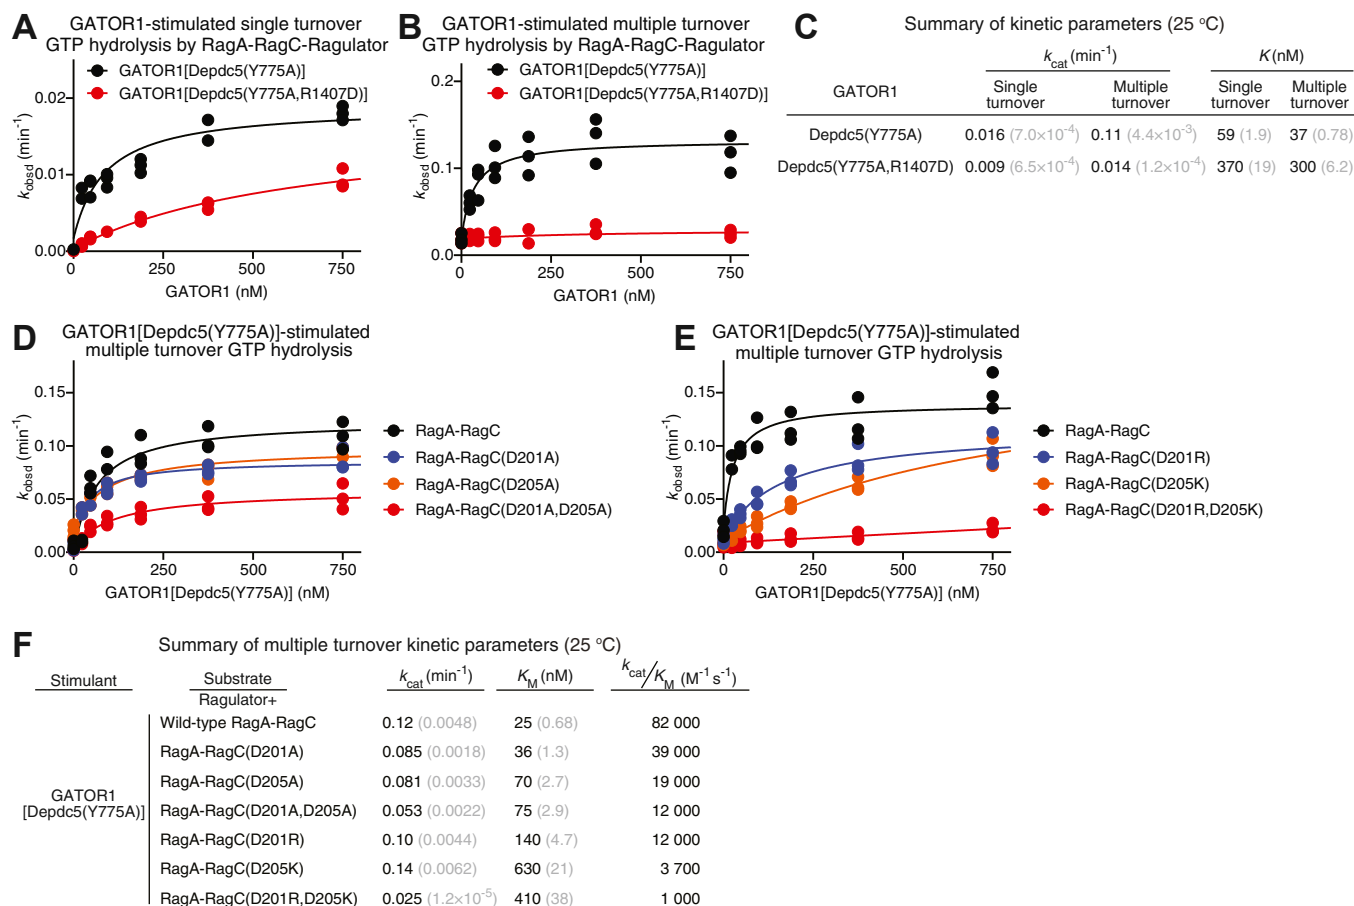 A
GATOR1-stimulated single turnover
GTP hydrolysis by RagA-RagC-Ragulator
GATOR1[Depdc5(Y775A)]
GATOR1[Depdc5(Y775A,R1407D)]
0.02
0.01
0.00
k_obsd (min⁻¹)
0 250 500 750
GATOR1 (nM)
B
GATOR1-stimulated multiple turnover
GTP hydrolysis by RagA-RagC-Ragulator
GATOR1[Depdc5(Y775A)]
GATOR1[Depdc5(Y775A,R1407D)]
0.2
0.1
0.0
k_obsd (min⁻¹)
0 250 500 750
GATOR1 (nM)
C
Summary of kinetic parameters (25 °C)
k_cat (min⁻¹) K (nM)
GATOR1 Single turnover Multiple turnover Single turnover Multiple turnover
Depdc5(Y775A) 0.016 (7.0×10⁻⁴) 0.11 (4.4×10⁻³) 59 (1.9) 37 (0.78)
Depdc5(Y775A,R1407D) 0.009 (6.5×10⁻⁴) 0.014 (1.2×10⁻⁴) 370 (19) 300 (6.2)
D
GATOR1[Depdc5(Y775A)]-stimulated
multiple turnover GTP hydrolysis
0.15
0.10
0.05
0.00
k_obsd (min⁻¹)
0 250 500 750
GATOR1[Depdc5(Y775A)] (nM)
RagA-RagC
RagA-RagC(D201A)
RagA-RagC(D205A)
RagA-RagC(D201A,D205A)
E
GATOR1[Depdc5(Y775A)]-stimulated
multiple turnover GTP hydrolysis
0.15
0.10
0.05
0.00
k_obsd (min⁻¹)
0 250 500 750
GATOR1[Depdc5(Y775A)] (nM)
RagA-RagC
RagA-RagC(D201R)
RagA-RagC(D205K)
RagA-RagC(D201R,D205K)
F
Summary of multiple turnover kinetic parameters (25 °C)
Stimulant Substrate k_cat (min⁻¹) K_M (nM) k_cat/K_M (M⁻¹ s⁻¹)
Ragulator+
GATOR1
[Depdc5(Y775A)]
Wild-type RagA-RagC 0.12 (0.0048) 25 (0.68) 82 000
RagA-RagC(D201A) 0.085 (0.0018) 36 (1.3) 39 000
RagA-RagC(D205A) 0.081 (0.0033) 70 (2.7) 19 000
RagA-RagC(D201A,D205A) 0.053 (0.0022) 75 (2.9) 12 000
RagA-RagC(D201R) 0.10 (0.0044) 140 (4.7) 12 000
RagA-RagC(D205K) 0.14 (0.0062) 630 (21) 3 700
RagA-RagC(D201R,D205K) 0.025 (1.2×10⁻⁵) 410 (38) 1 000